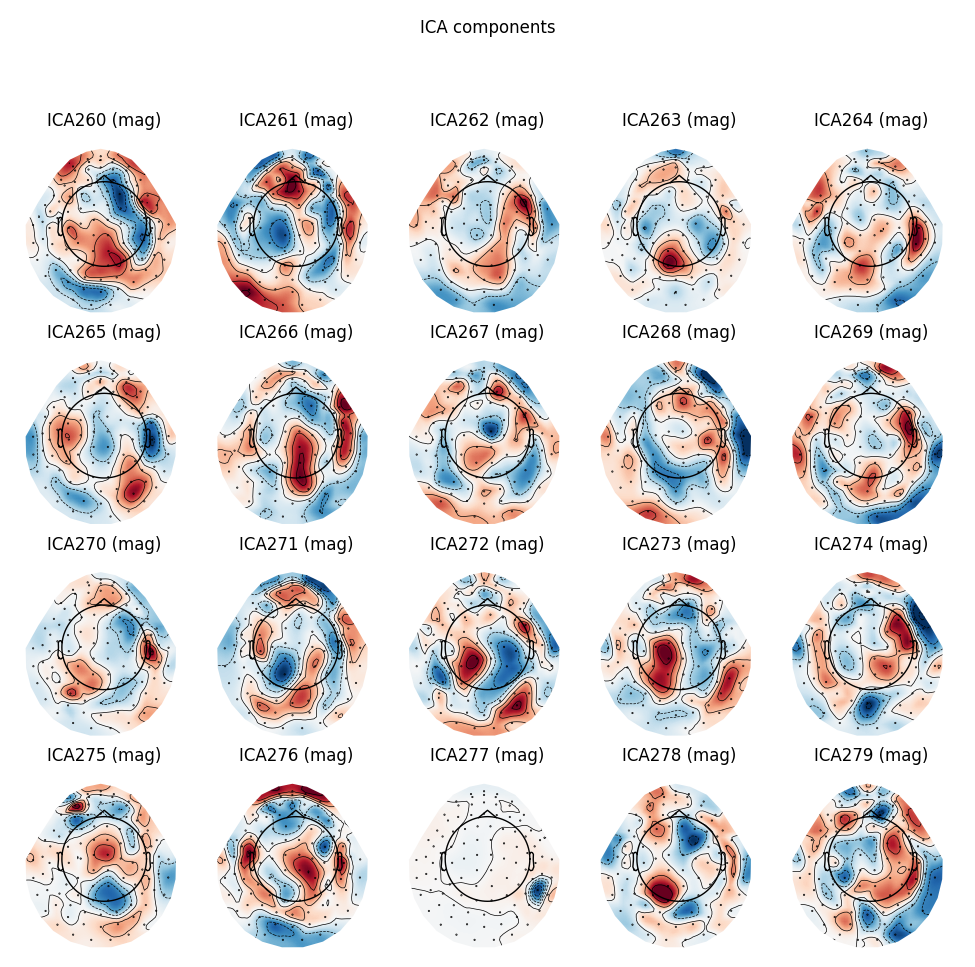 ICA components
ICA260 (mag) ICA261 (mag) ICA262 (mag) ICA263 (mag) ICA264 (mag)
ICA265 (mag) ICA266 (mag) ICA267 (mag) ICA268 (mag) ICA269 (mag)
ICA270 (mag) ICA271 (mag) ICA272 (mag) ICA273 (mag) ICA274 (mag)
ICA275 (mag) ICA276 (mag) ICA277 (mag) ICA278 (mag) ICA279 (mag)